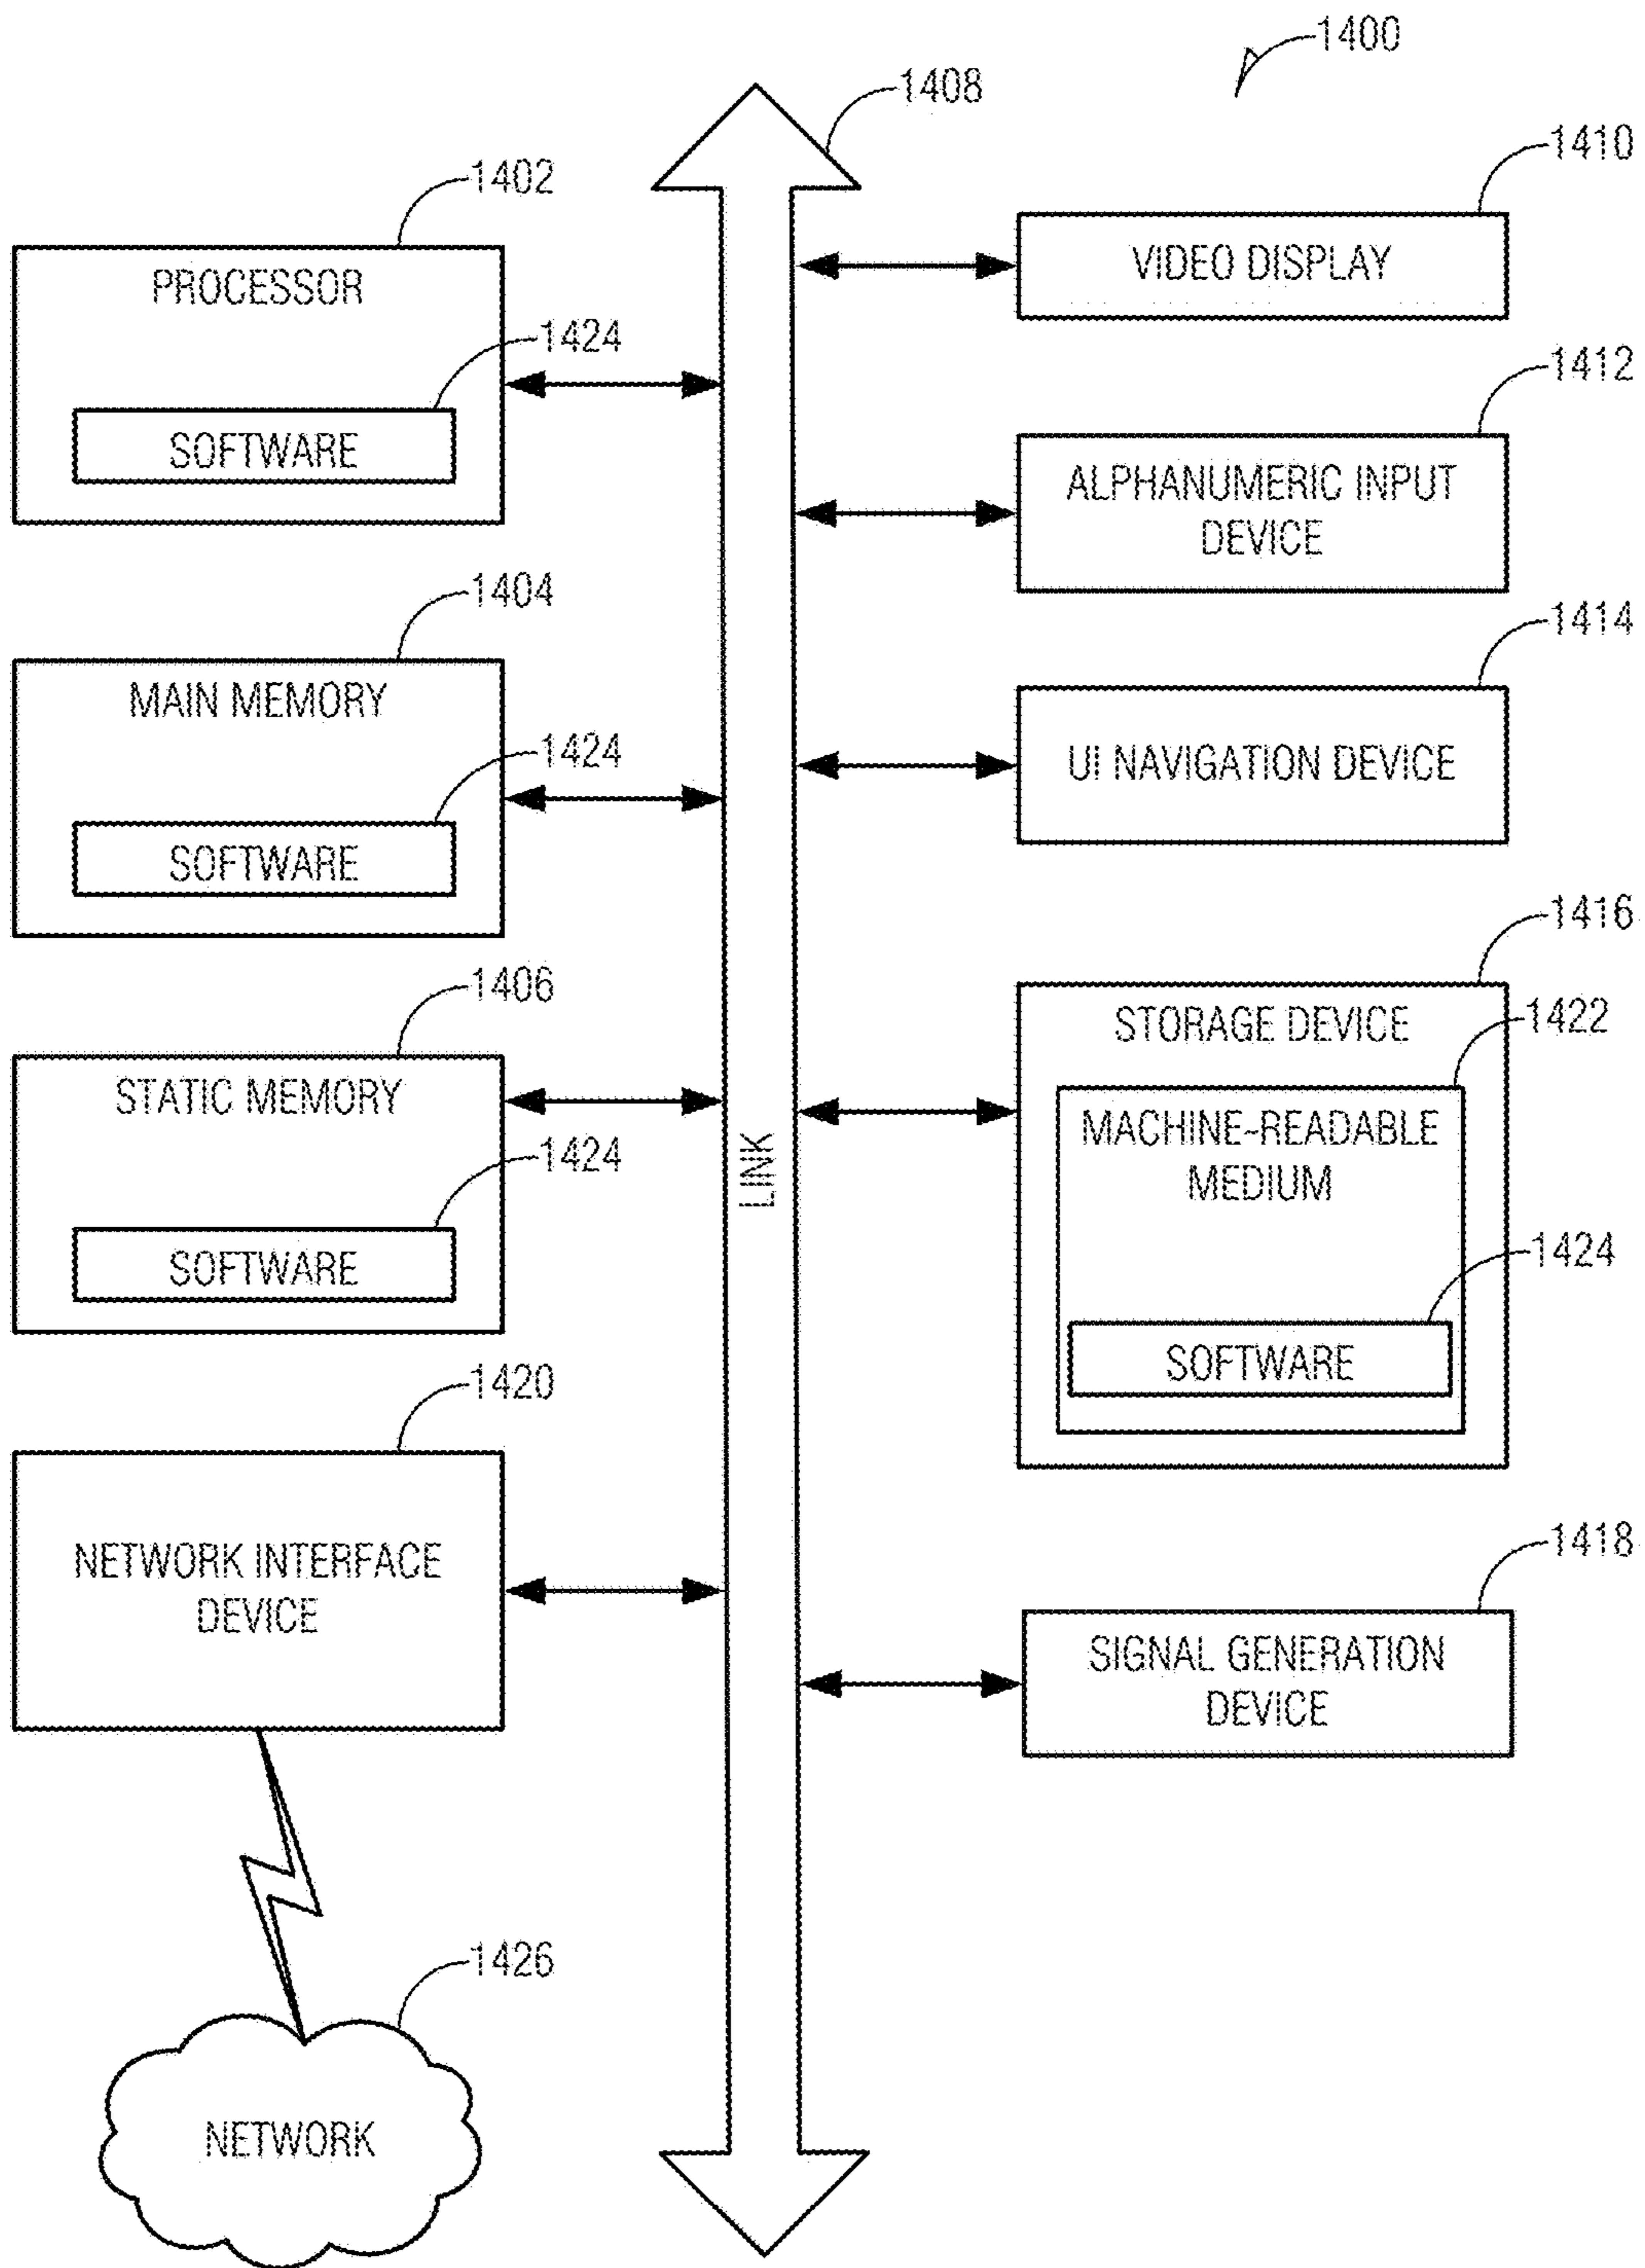 1400
1408
1402
PROCESSOR
1424
SOFTWARE
1404
MAIN MEMORY
1424
SOFTWARE
1406
STATIC MEMORY
1424
SOFTWARE
1420
NETWORK INTERFACE
DEVICE
1426
NETWORK
LINK
1410
VIDEO DISPLAY
1412
ALPHANUMERIC INPUT
DEVICE
1414
UI NAVIGATION DEVICE
1416
STORAGE DEVICE
1422
MACHINE-READABLE
MEDIUM
1424
SOFTWARE
1418
SIGNAL GENERATION
DEVICE